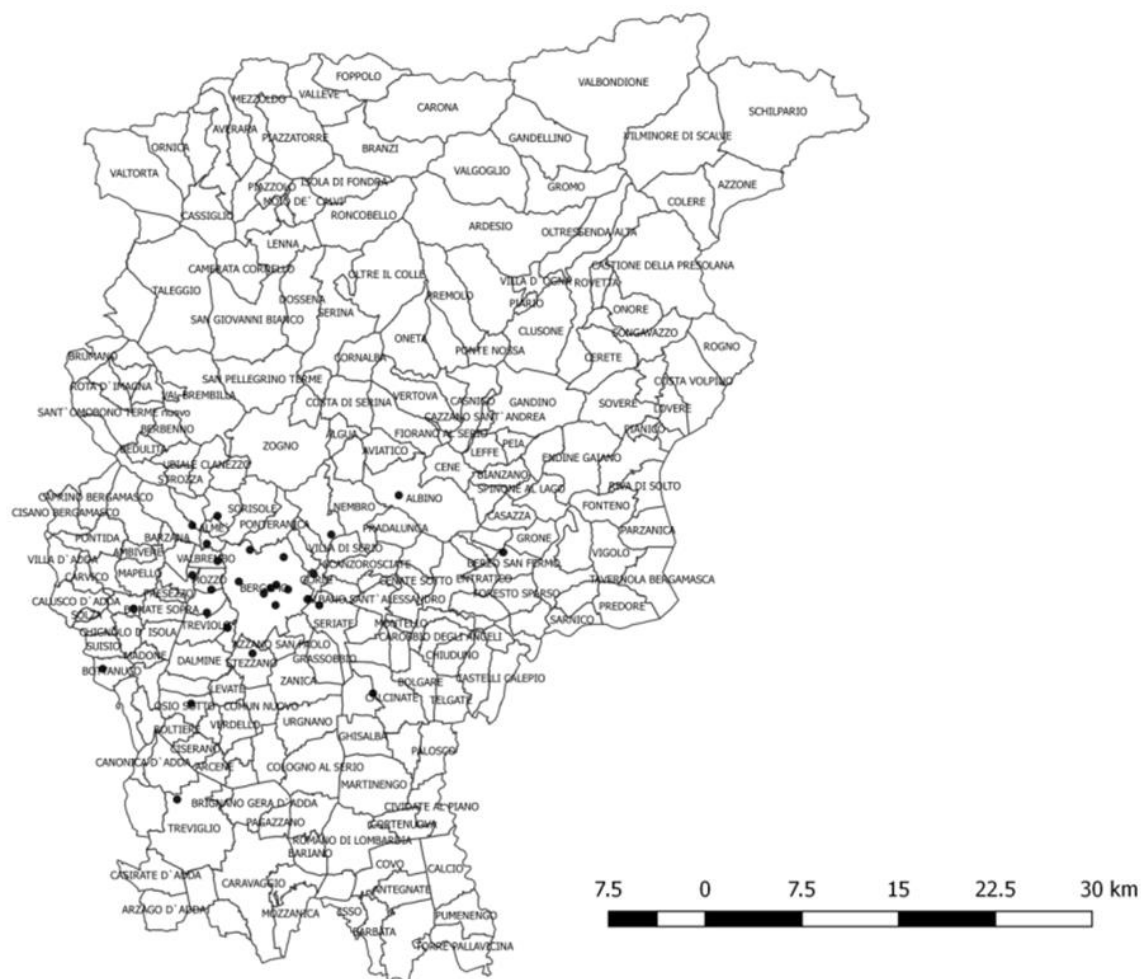 FOPPOLO
VALBONDIONE
MEZZOLDO
VALLEVE
CARONA
SCHILPARIO
AVERARA
PIAZZATORRE
GANDELLINO
VILMINORE DI SCALVE
ORNICA
BRANZI
VALTORTA
VALGOGLIO
GROMO
AZZONE
ISOLA DI FONDRA
PIAZZOLO
MOIO DE` CALVI
COLERE
CASSIGLIO
RONCOBELLO
ARDESIO
OLTRESSENDA ALTA
LENNA
CAMERATA CORNELLO
OLTRE IL COLLE
CASTIONE DELLA PRESOLANA
VILLA D`OGNA
ROVETTA
TALEGGIO
DOSSENA
PREMOLO
PIARIO
ONORE
SERINA
SAN GIOVANNI BIANCO
CLUSONE
SONGAVAZZO
ONETA
ROGNO
PONTE NOSSA
CERETE
BRUMANO
CORNALBA
SAN PELLEGRINO TERME
COSTA VOLPINO
ROTA D`IMAGNA
VAL BREMBILLA
VERTOVA
CASNIGO
GANDINO
SOVERE
LOVERE
COSTA DI SERINA
SANT`OMOBONO TERME nuovo
CAZZANO SANT`ANDREA
BERBENNO
ALGUA
FIORANO AL SERIO
PIANICO
ZOGNO
PEIA
BEDULITA
AVIATICO
LEFFE
ENDINE GAIANO
UBIALE CLANEZZO
CENE
BIANZANO
STROZZA
SPINONE AL LAGO
RIVA DI SOLTO
CAPRINO BERGAMASCO
ALBINO
SORISOLE
NEMBRO
FONTENO
CISANO BERGAMASCO
CASAZZA
ALME`
PONTERANICA
PRADALUNGA
PARZANICA
PONTIDA
BARZANA
GRONE
VILLA DI SERIO
AMBIVERE
VIGOLO
VILLA D`ADDA
VALBREMBO
SCANZOROSCIATE
BERZO SAN FERMO
CARVICO
MAPELLO
MOZZO
GORLE
CENATE SOTTO
ENTRATICO
TAVERNOLA BERGAMASCA
BERGAMO
CALUSCO D`ADDA
ALBANO SANT`ALESSANDRO
FORESTO SPARSO
BONATE SOPRA
PREDORE
SOLZA
SARNICO
CHIGNOLO D`ISOLA
TREVIOLO
SERIATE
MONTELLO
SUISIO
AZZANO SAN PAOLO
CAROBBIO DEGLI ANGELI
MADONE
DALMINE
STEZZANO
GRASSOBBIO
CHIUDUNO
BOTTANUCO
ZANICA
BOLGARE
CASTELLI CALEPIO
LEVATE
CALCINATE
TELGATE
OSIO SOTTO
COMUN NUOVO
URGNANO
BOLTIERE
VERDELLO
GHISALBA
CISERANO
PALOSCO
CANONICA D`ADDA
ARCENE
COLOGNO AL SERIO
MARTINENGO
BRIGNANO GERA D`ADDA
CIVIDATE AL PIANO
PAGAZZANO
CORTENUOVA
TREVIGLIO
ROMANO DI LOMBARDIA
BARIANO
COVO
CALCIO
CASIRATE D`ADDA
CARAVAGGIO
ANTEGNATE
ARZAGO D`ADDA
MOZZANICA
ISSO
PUMENENGO
BARBATA
TORRE PALLAVICINA
7.5 0 7.5 15 22.5 30 km